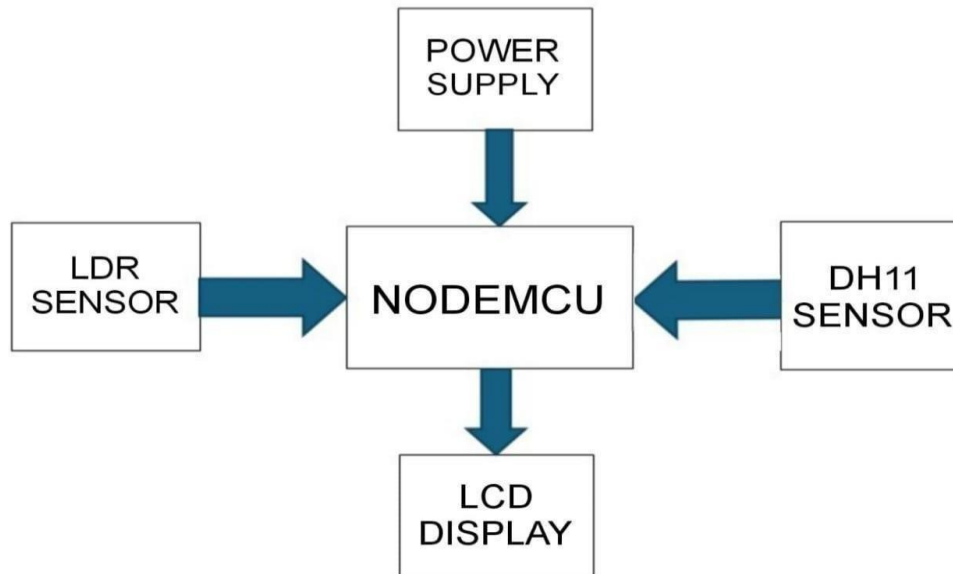 POWER
SUPPLY
LDR
SENSOR
NODEMCU
DH11
SENSOR
LCD
DISPLAY